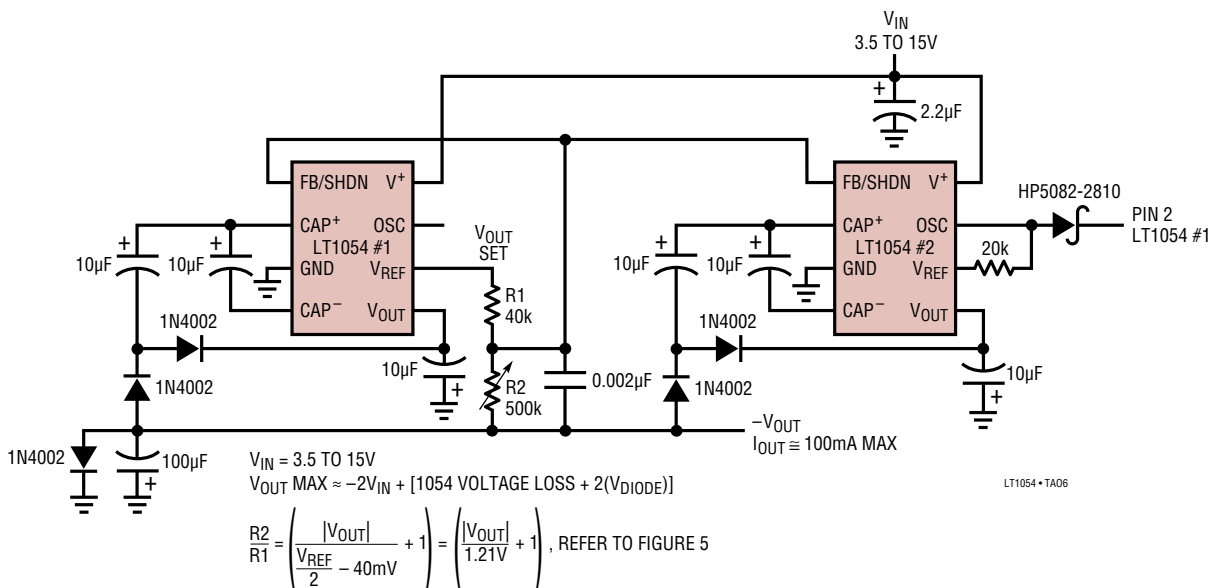 VIN
3.5 TO 15V
+
2.2µF
FB/SHDN V+
CAP+ OSC
LT1054 #1
GND VREF
CAP− VOUT
+
10µF
+
10µF
1N4002
1N4002
10µF
+
VOUT
SET
R1
40k
R2
500k
0.002µF
FB/SHDN V+
CAP+ OSC
LT1054 #2
GND VREF
CAP− VOUT
+
10µF
+
10µF
1N4002
1N4002
HP5082-2810
PIN 2
LT1054 #1
20k
10µF
+
1N4002
100µF
+
−VOUT
IOUT ≅ 100mA MAX
VIN = 3.5 TO 15V
VOUT MAX ≈ −2VIN + [1054 VOLTAGE LOSS + 2(VDIODE)]
R2/R1 = (|VOUT|/(VREF/2 − 40mV) + 1) = (|VOUT|/1.21V + 1), REFER TO FIGURE 5
LT1054 • TA06